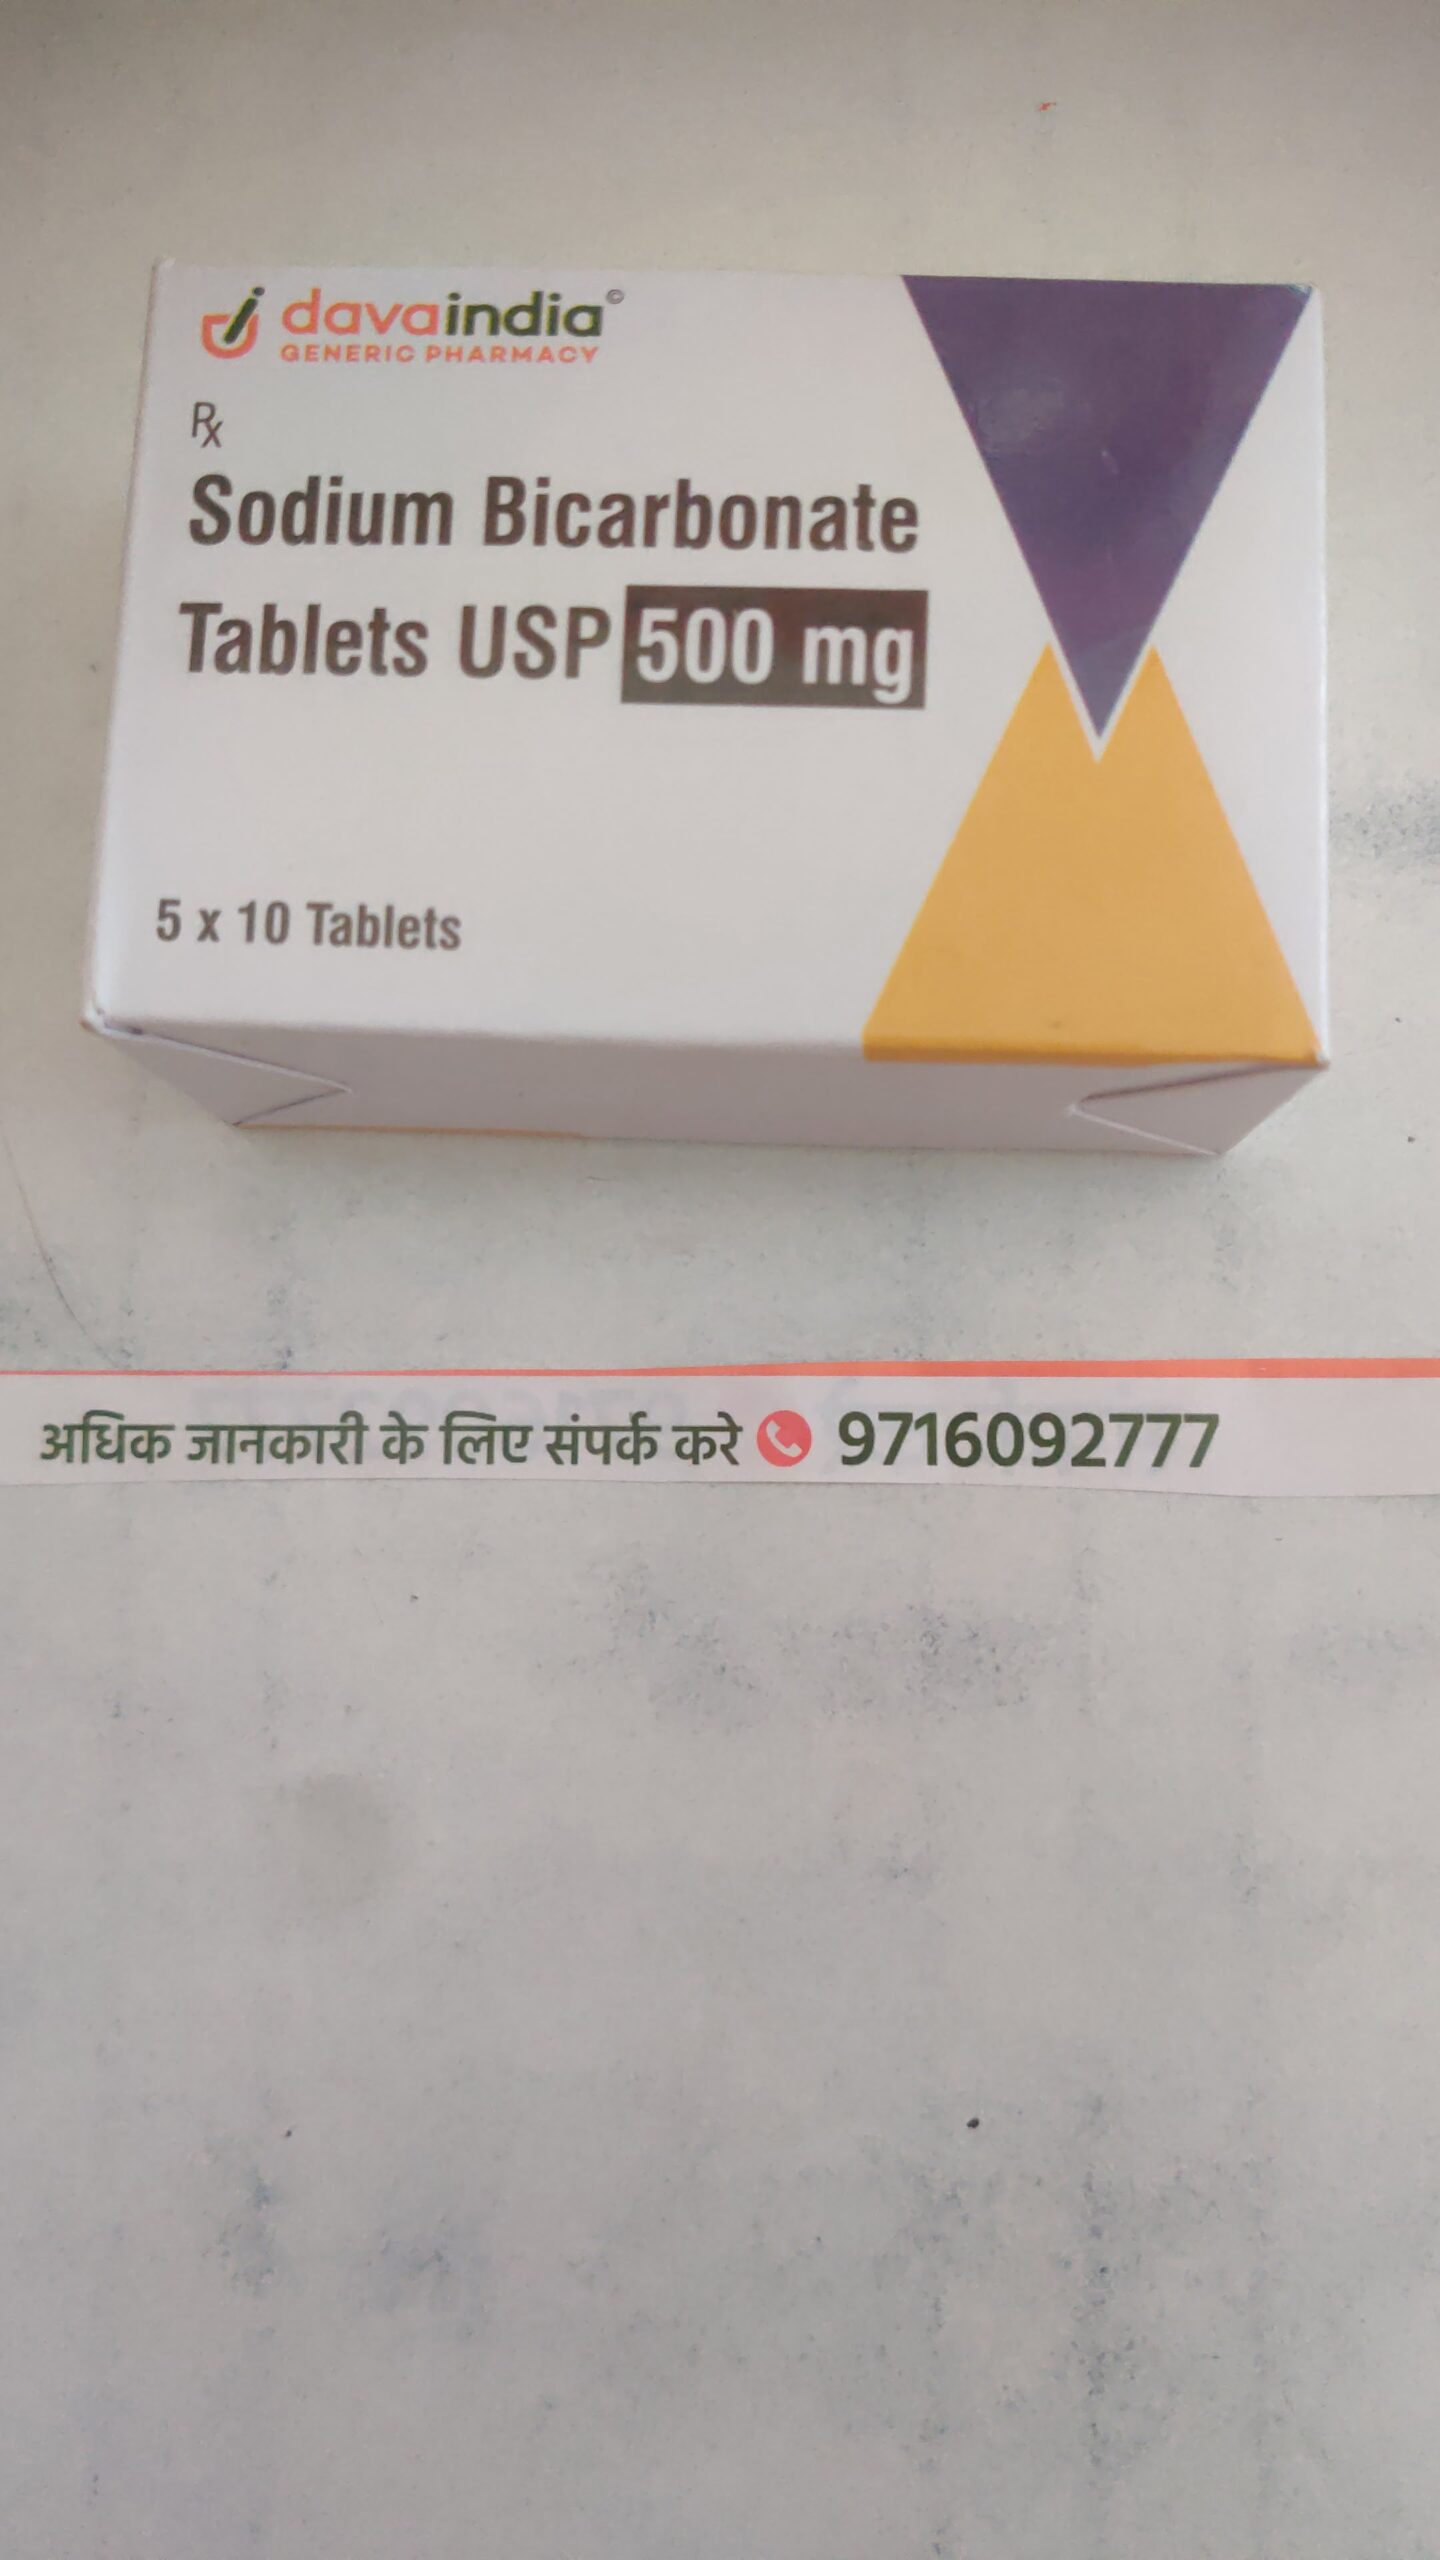 davaindia©
GENERIC PHARMACY
Rx
Sodium Bicarbonate
Tablets USP 500 mg
5 x 10 Tablets
अधिक जानकारी के लिए संपर्क करे 9716092777